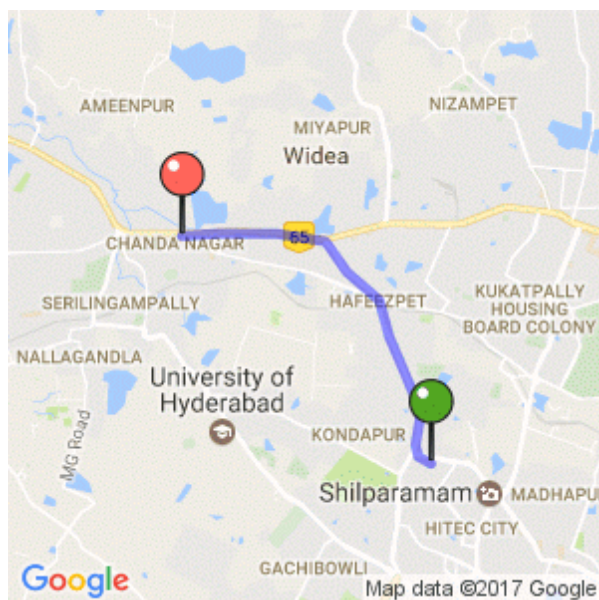 AMEENPUR
NIZAMPET
MIYAPUR
Widea
65
CHANDA NAGAR
SERILINGAMPALLY
HAFEEZPET
KUKATPALLY
HOUSING
BOARD COLONY
NALLAGANDLA
University of
Hyderabad
MG Road
KONDAPUR
Shilparamam
MADHAPU
HITEC CITY
GACHIBOWLI
Google
Map data ©2017 Google